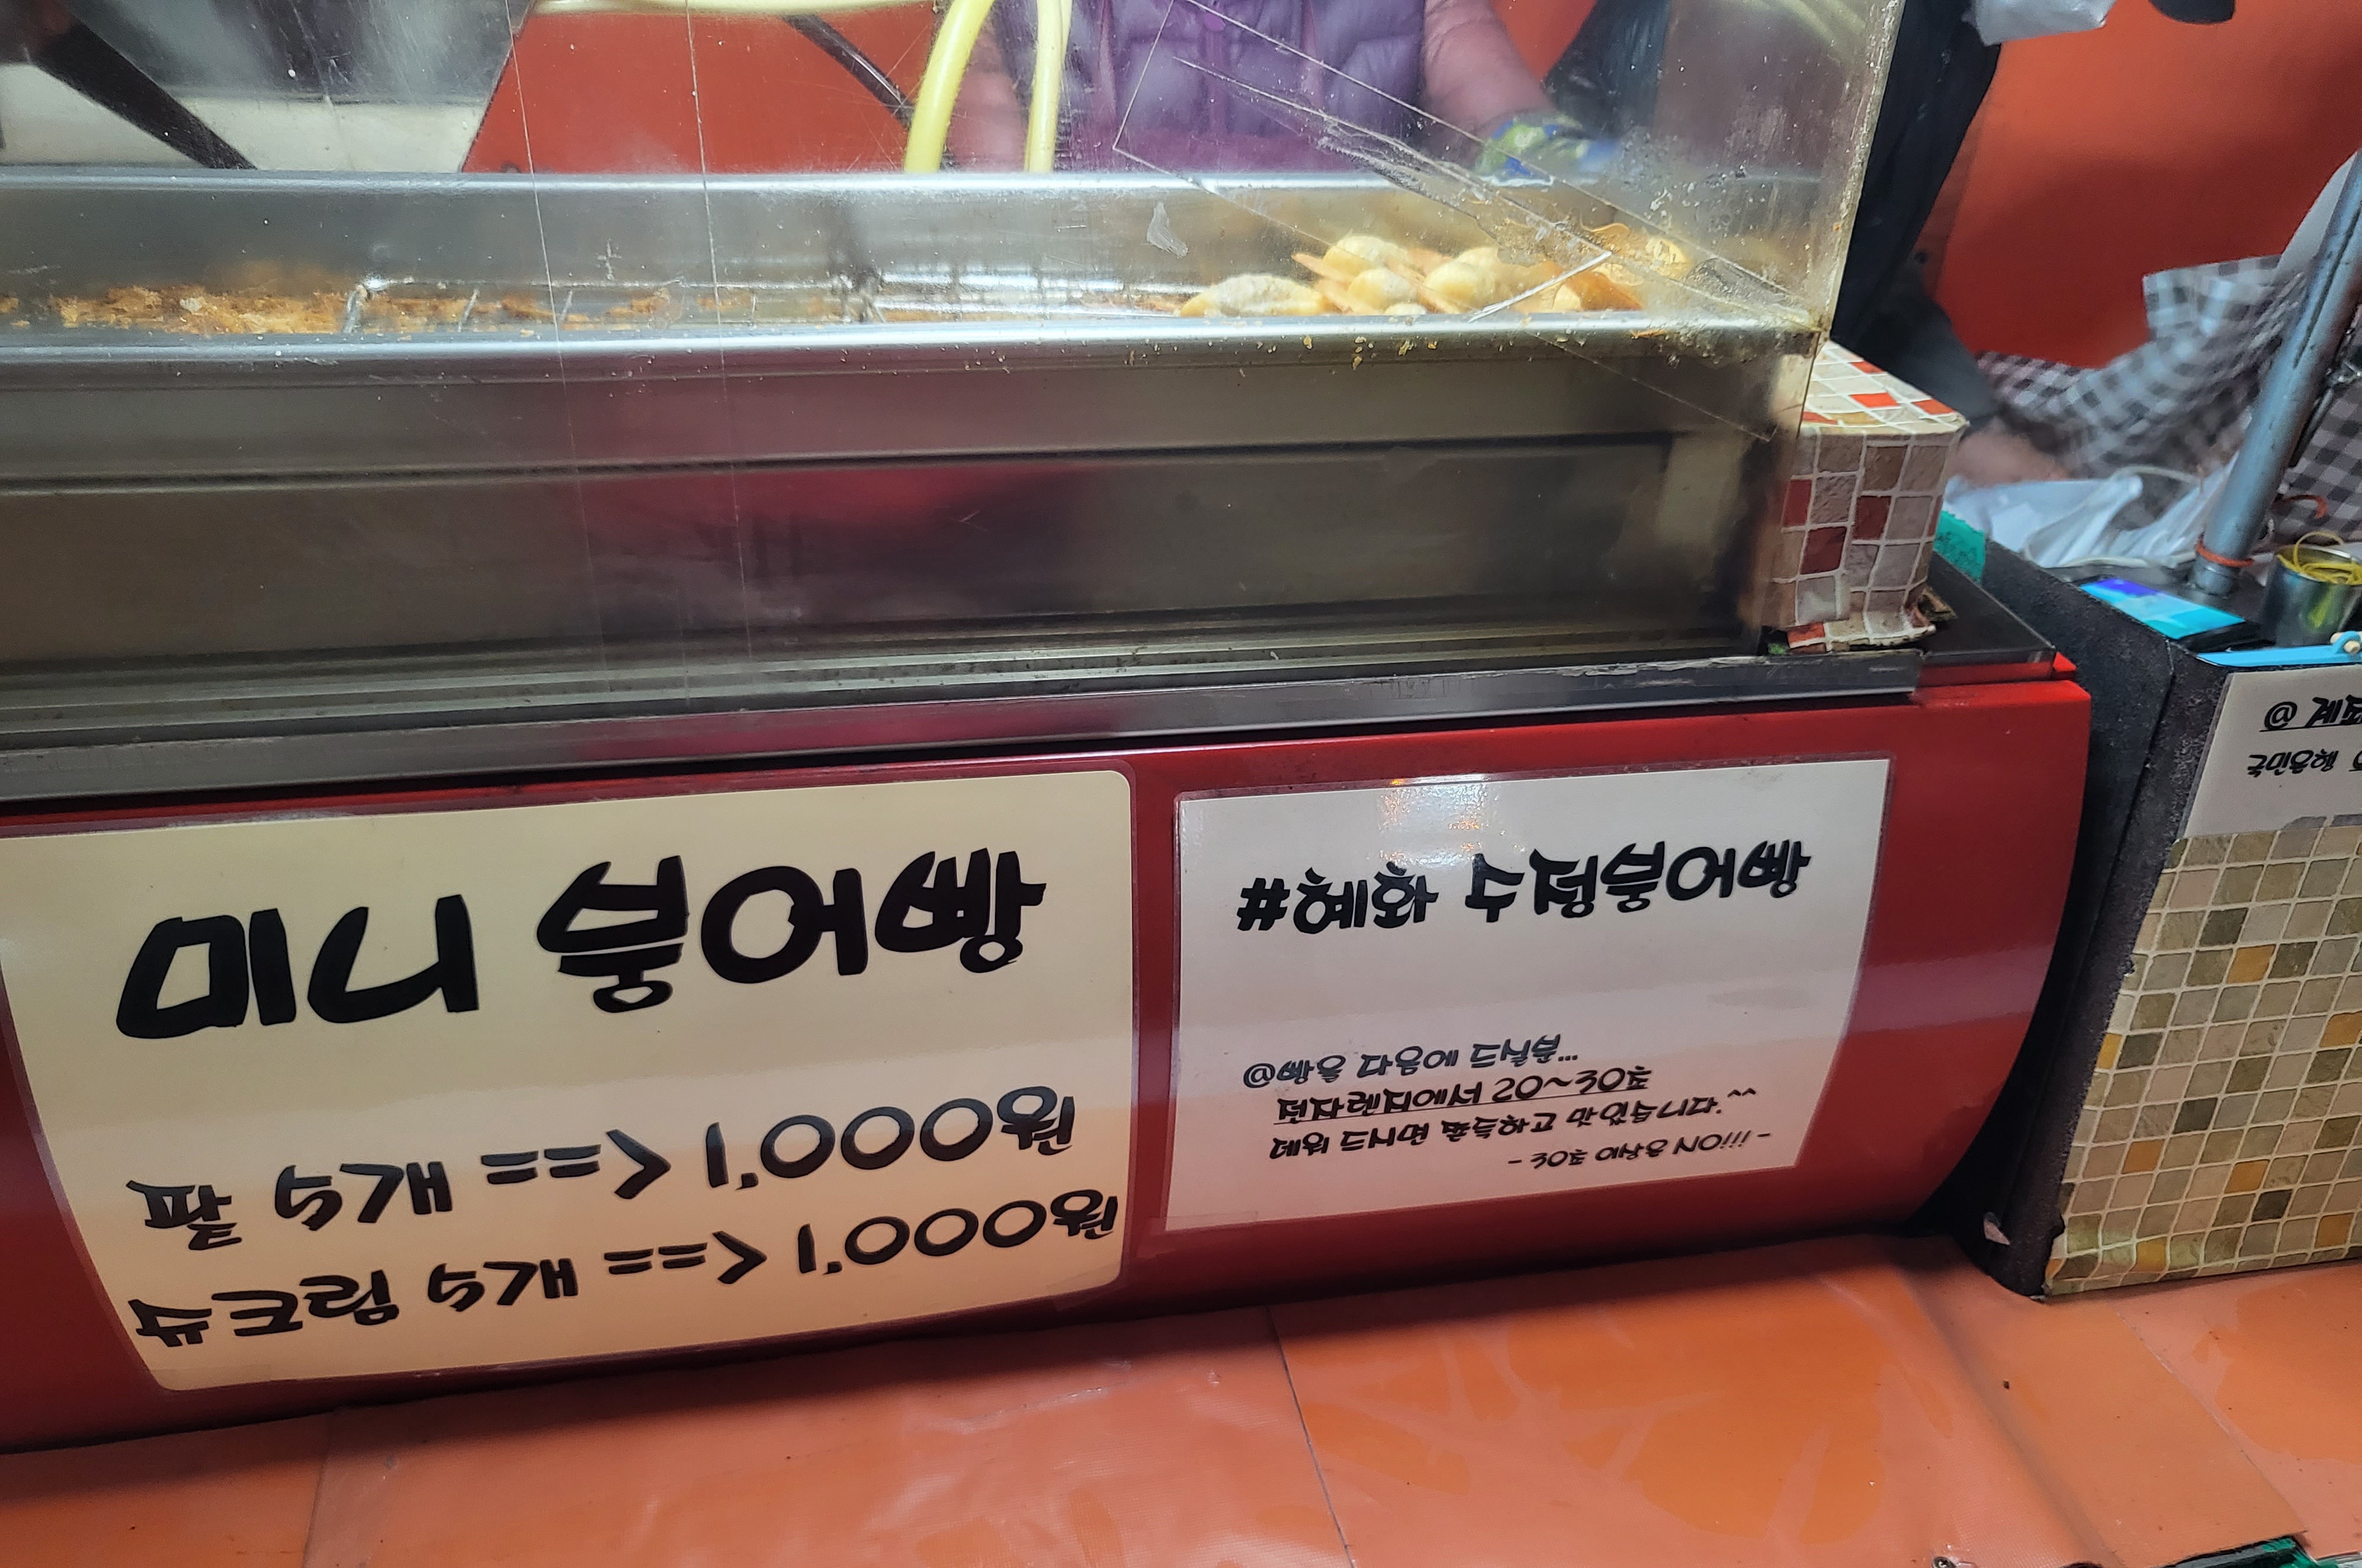 미니 붕어빵
팥 5개 ==> 1,000원
슈크림 5개 ==> 1,000원
#혜화 수정붕어빵
@빵을 다음에 드실분...
전자렌지에서 20~30초
데워 드시면 쫀득하고 맛있습니다.^^
- 30초 이상은 NO!!! -
@
국민은행